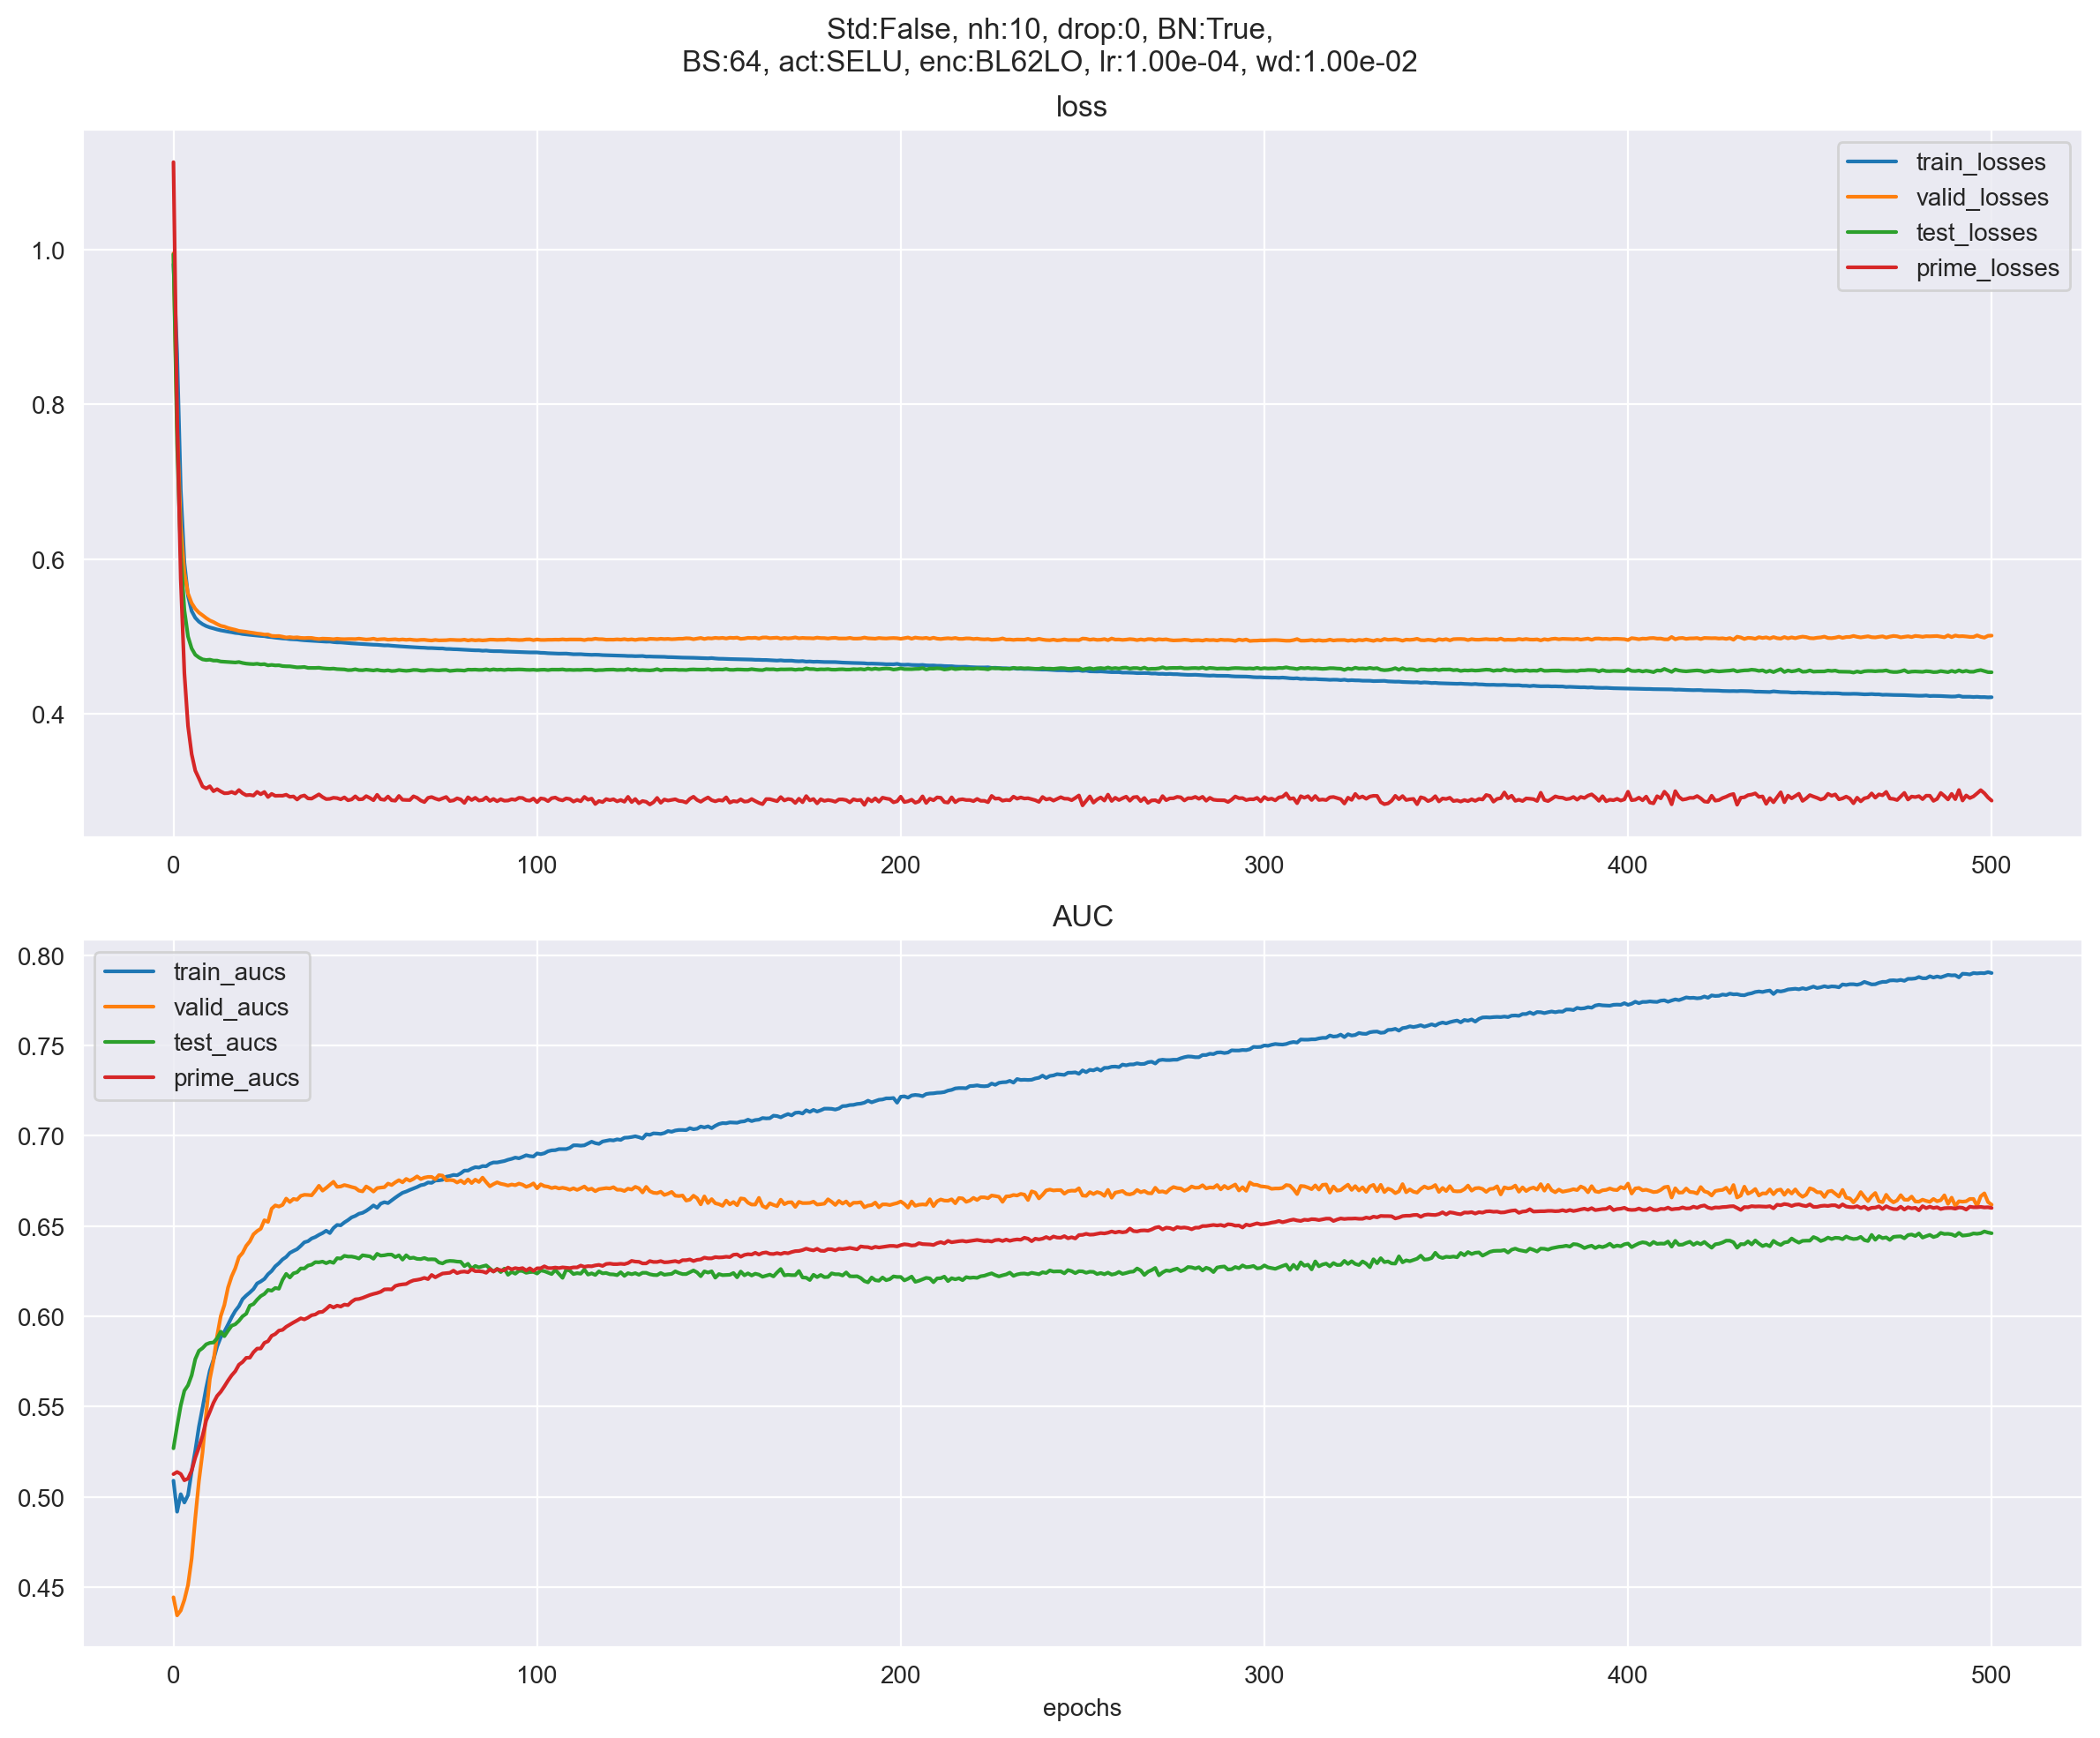 Std:False, nh:10, drop:0, BN:True,
BS:64, act:SELU, enc:BL62LO, lr:1.00e-04, wd:1.00e-02
loss
train_losses
valid_losses
test_losses
prime_losses
1.0
0.8
0.6
0.4
0 100 200 300 400 500
AUC
train_aucs
valid_aucs
test_aucs
prime_aucs
0.80
0.75
0.70
0.65
0.60
0.55
0.50
0.45
0 100 200 300 400 500
epochs